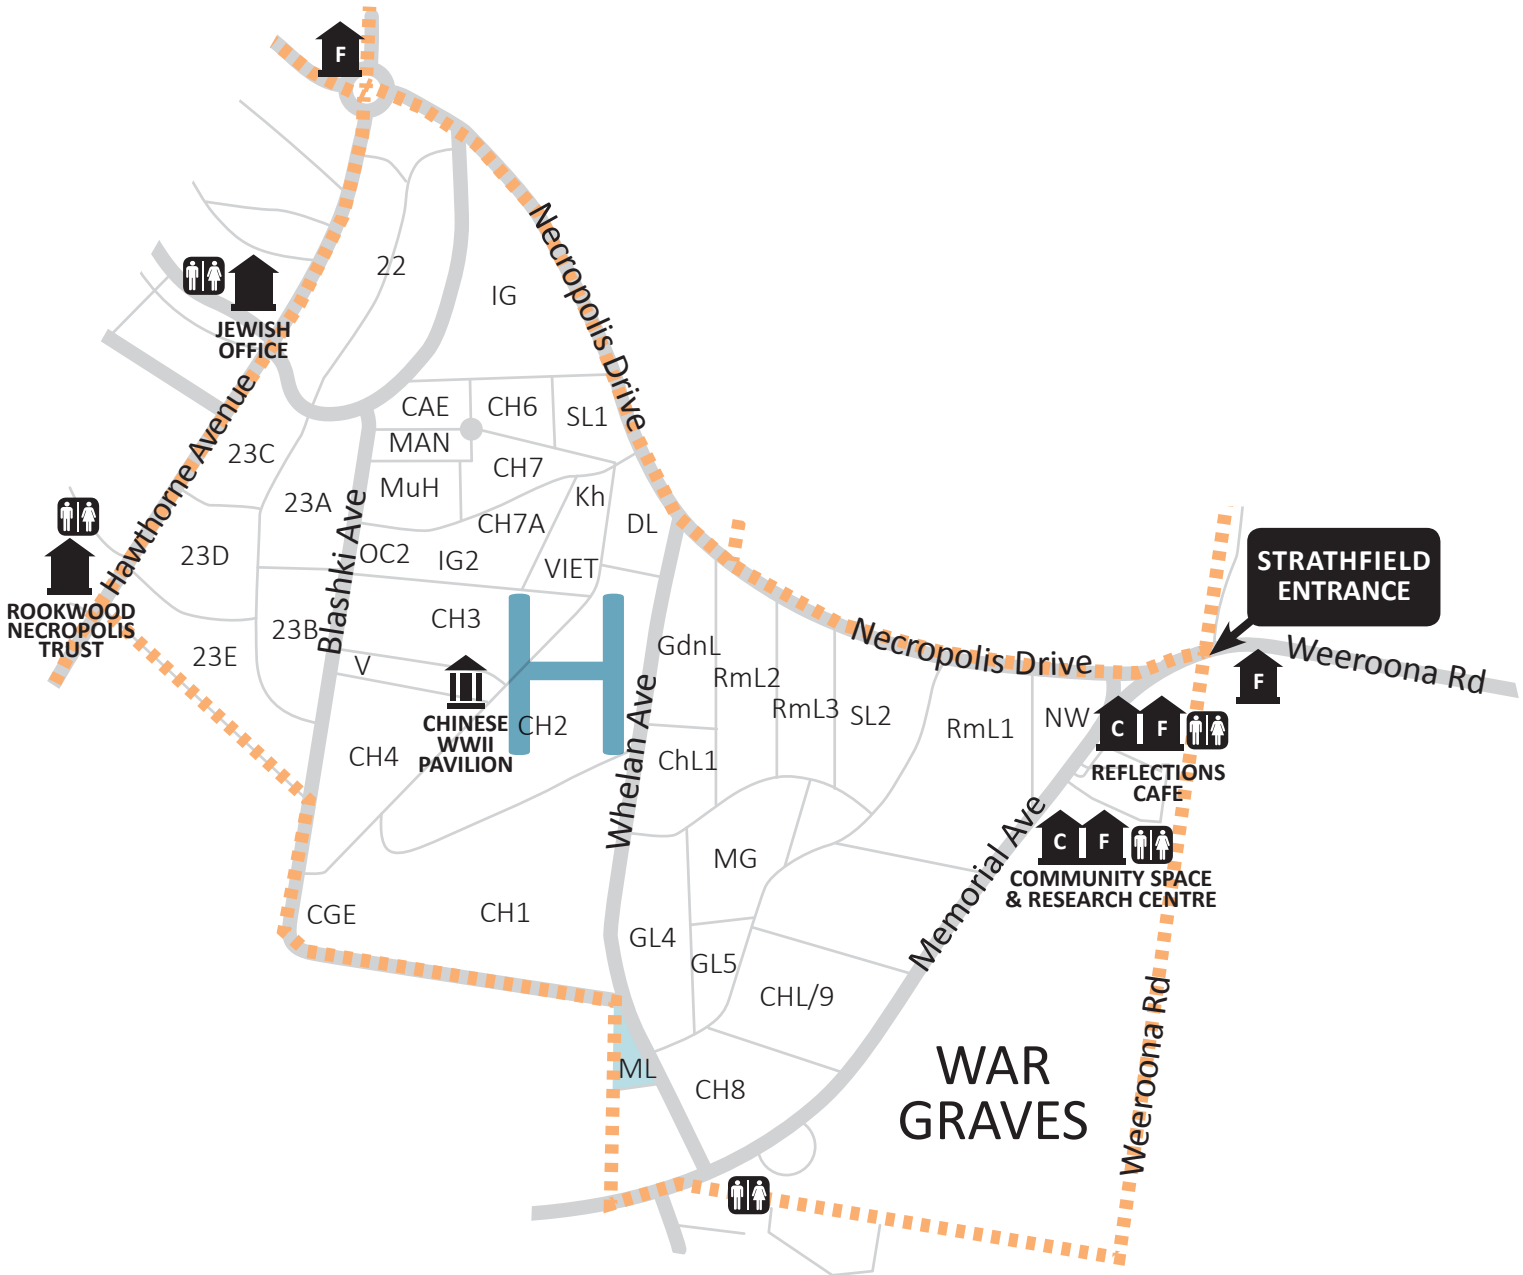 F
22
IG
Necropolis Drive
JEWISH
OFFICE
CAE
CH6
SL1
MAN
23C
CH7
MuH
Kh
23A
Hawthorne Avenue
Blashki Ave
CH7A
DL
OC2
IG2
23D
VIET
STRATHFIELD
ENTRANCE
ROOKWOOD
NECROPOLIS
TRUST
CH3
23B
23E
V
H
GdnL
Necropolis Drive
Weeroona Rd
F
RmL2
RmL3
SL2
RmL1
NW
C F
CHINESE
WWII
PAVILION
CH2
CH4
Whelan Ave
ChL1
REFLECTIONS
CAFE
C F
MG
COMMUNITY SPACE
& RESEARCH CENTRE
Memorial Ave
CGE
CH1
GL4
GL5
CHL/9
Weeroona Rd
ML
CH8
WAR
GRAVES